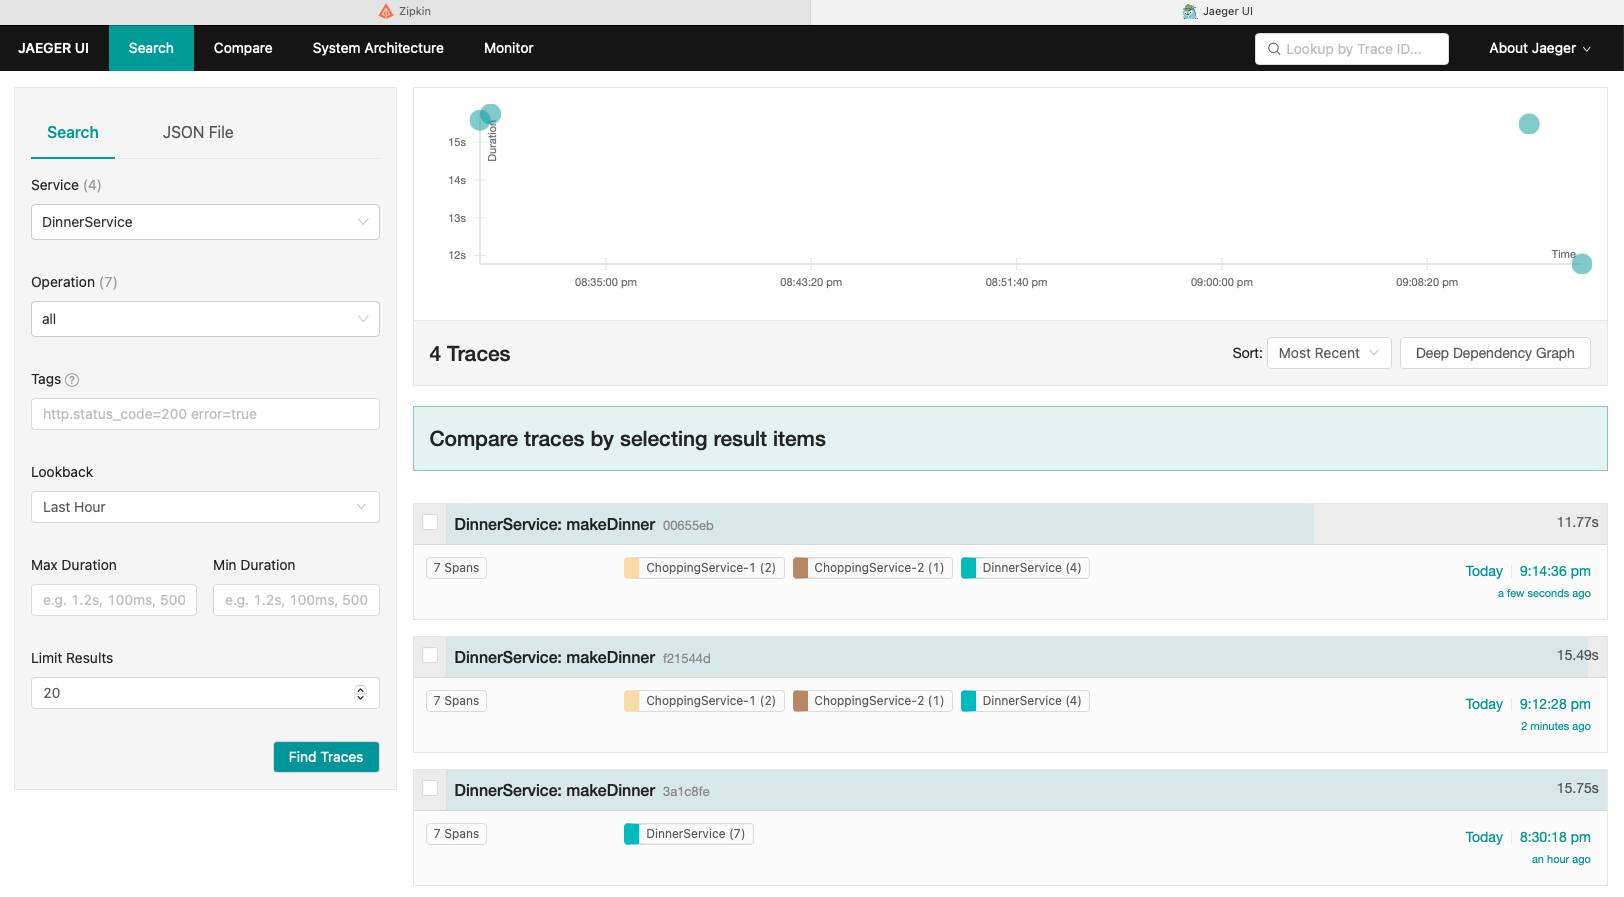 Zipkin
Jaeger UI
JAEGER UI
Search
Compare
System Architecture
Monitor
Lookup by Trace ID...
About Jaeger
Search
JSON File
Service (4)
DinnerService
Operation (7)
all
Tags ?
http.status_code=200 error=true
Lookback
Last Hour
Max Duration
Min Duration
e.g. 1.2s, 100ms, 500
e.g. 1.2s, 100ms, 500
Limit Results
20
Find Traces
Duration
15s
14s
13s
12s
Time
08:35:00 pm
08:43:20 pm
08:51:40 pm
09:00:00 pm
09:08:20 pm
4 Traces
Sort:
Most Recent
Deep Dependency Graph
Compare traces by selecting result items
DinnerService: makeDinner 00655eb
11.77s
7 Spans
ChoppingService-1 (2)
ChoppingService-2 (1)
DinnerService (4)
Today
9:14:36 pm
a few seconds ago
DinnerService: makeDinner f21544d
15.49s
7 Spans
ChoppingService-1 (2)
ChoppingService-2 (1)
DinnerService (4)
Today
9:12:28 pm
2 minutes ago
DinnerService: makeDinner 3a1c8fe
15.75s
7 Spans
DinnerService (7)
Today
8:30:18 pm
an hour ago